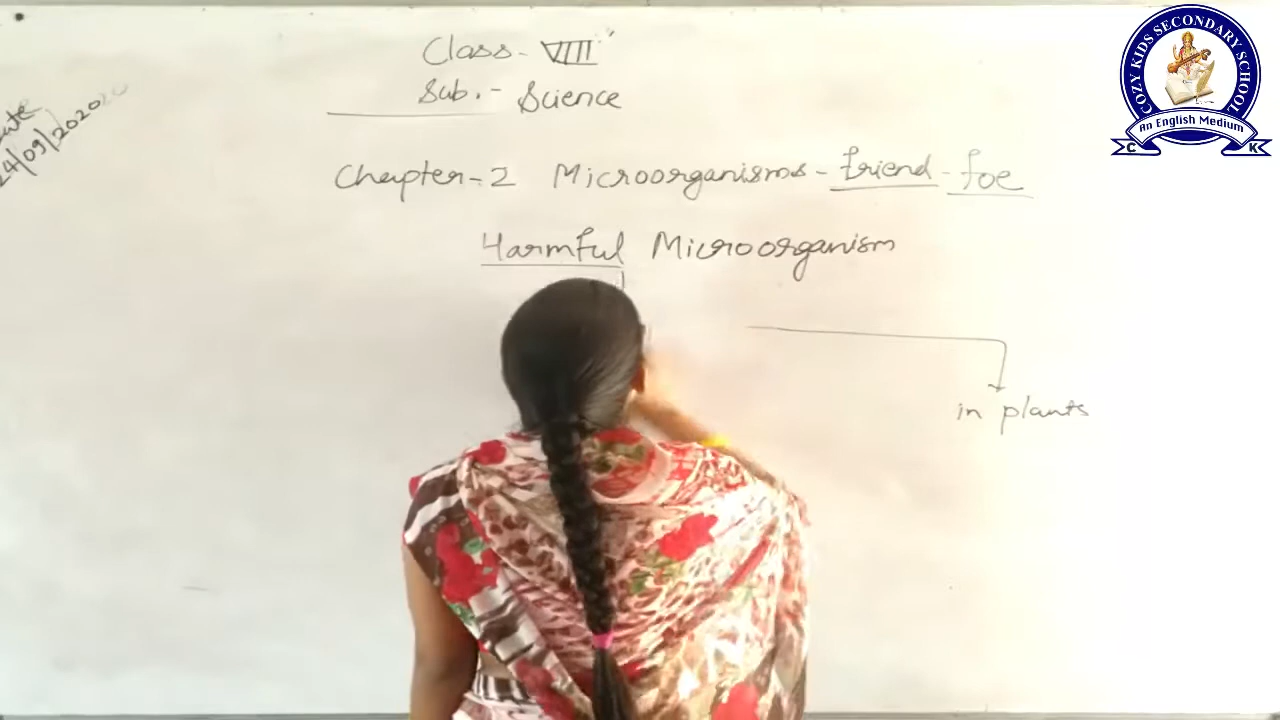 Class - VIII
Sub. - Science
24/09/2020
Chapter - 2 Microorganisms - friend - foe
Harmful Microorganism
in plants
COZY KIDS SECONDARY SCHOOL
An English Medium
C K